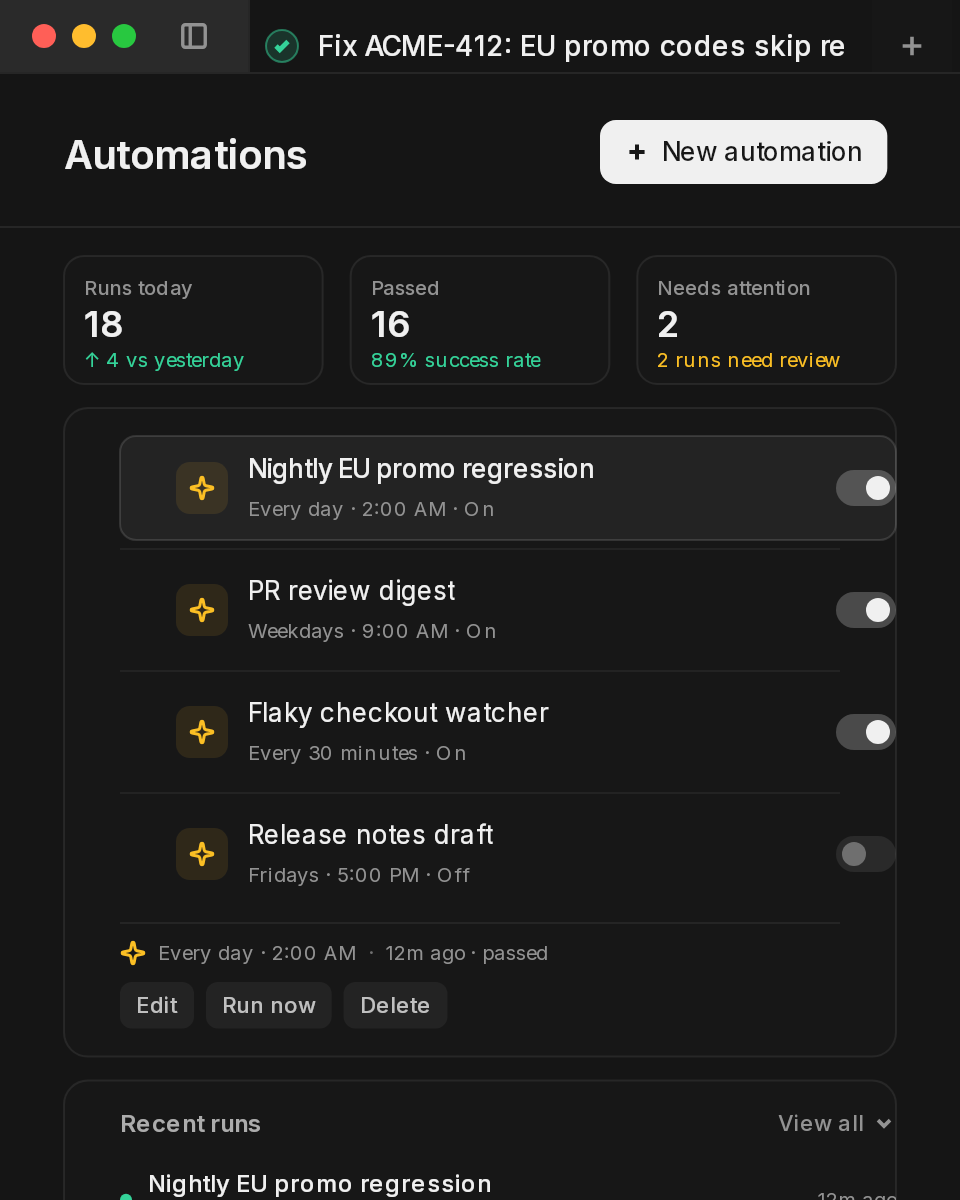 Fix ACME-412: EU promo codes skip re
Automations
+ New automation
Runs today
18
↑ 4 vs yesterday
Passed
16
89% success rate
Needs attention
2
2 runs need review
Nightly EU promo regression
Every day · 2:00 AM · On
PR review digest
Weekdays · 9:00 AM · On
Flaky checkout watcher
Every 30 minutes · On
Release notes draft
Fridays · 5:00 PM · Off
Every day · 2:00 AM · 12m ago · passed
Edit Run now Delete
Recent runs
View all
Nightly EU promo regression
12m ago